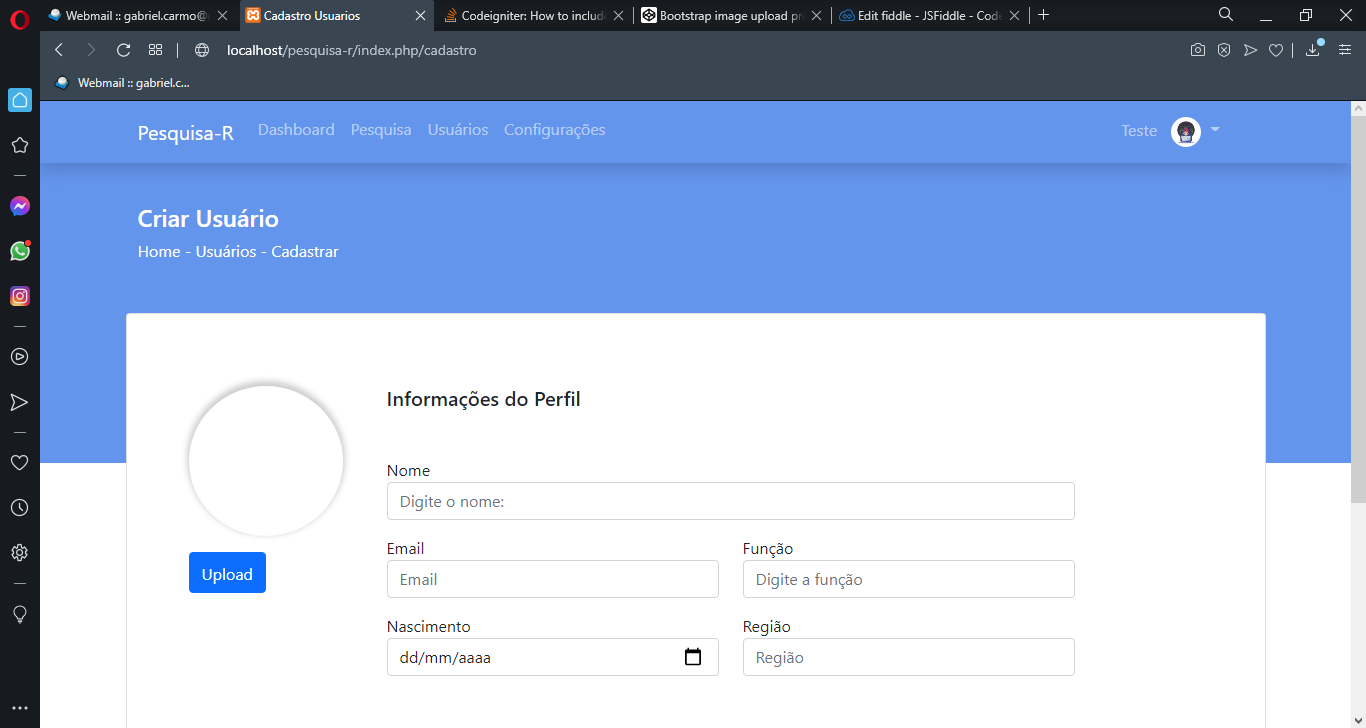 Webmail :: gabriel.carmo@
Cadastro Usuarios
Codeigniter: How to include
Bootstrap image upload pr
Edit fiddle - JSFiddle - Code
localhost/pesquisa-r/index.php/cadastro
Webmail :: gabriel.c...
Pesquisa-R Dashboard Pesquisa Usuários Configurações Teste
Criar Usuário
Home - Usuários - Cadastrar
Informações do Perfil
Nome
Digite o nome:
Email Função
Email Digite a função
Upload
Nascimento Região
dd/mm/aaaa Região